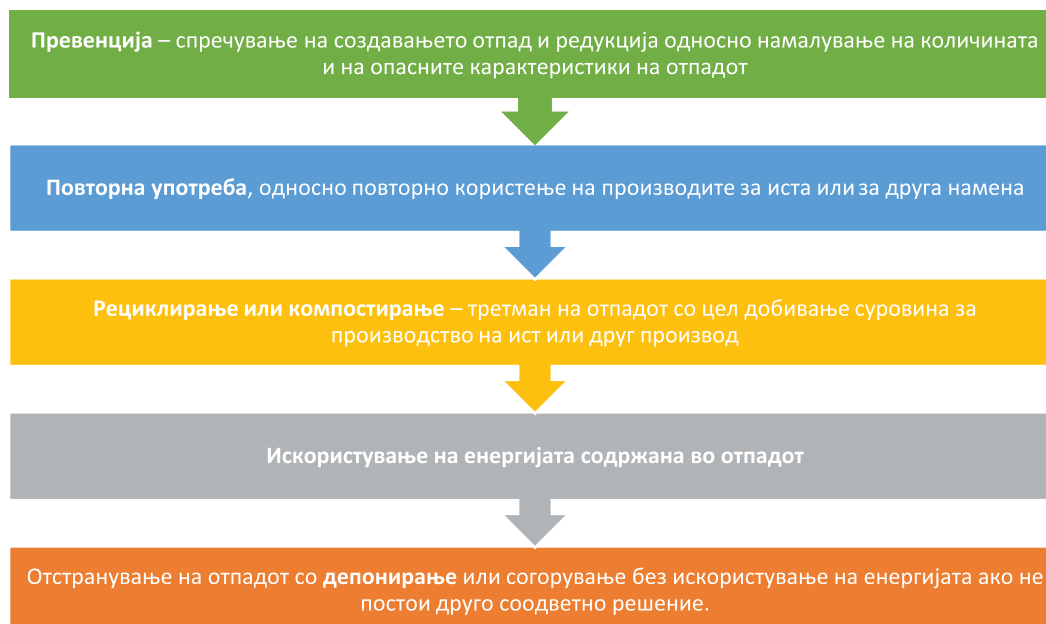 Превенција – спречување на создавањето отпад и редукција односно намалување на количината
и на опасните карактеристики на отпадот
Повторна употреба, односно повторно користење на производите за иста или за друга намена
Рециклирање или компостирање – третман на отпадот со цел добивање суровина за
производство на ист или друг производ
Искористување на енергијата содржана во отпадот
Отстранување на отпадот со депонирање или согорување без искористување на енергијата ако не
постои друго соодветно решение.